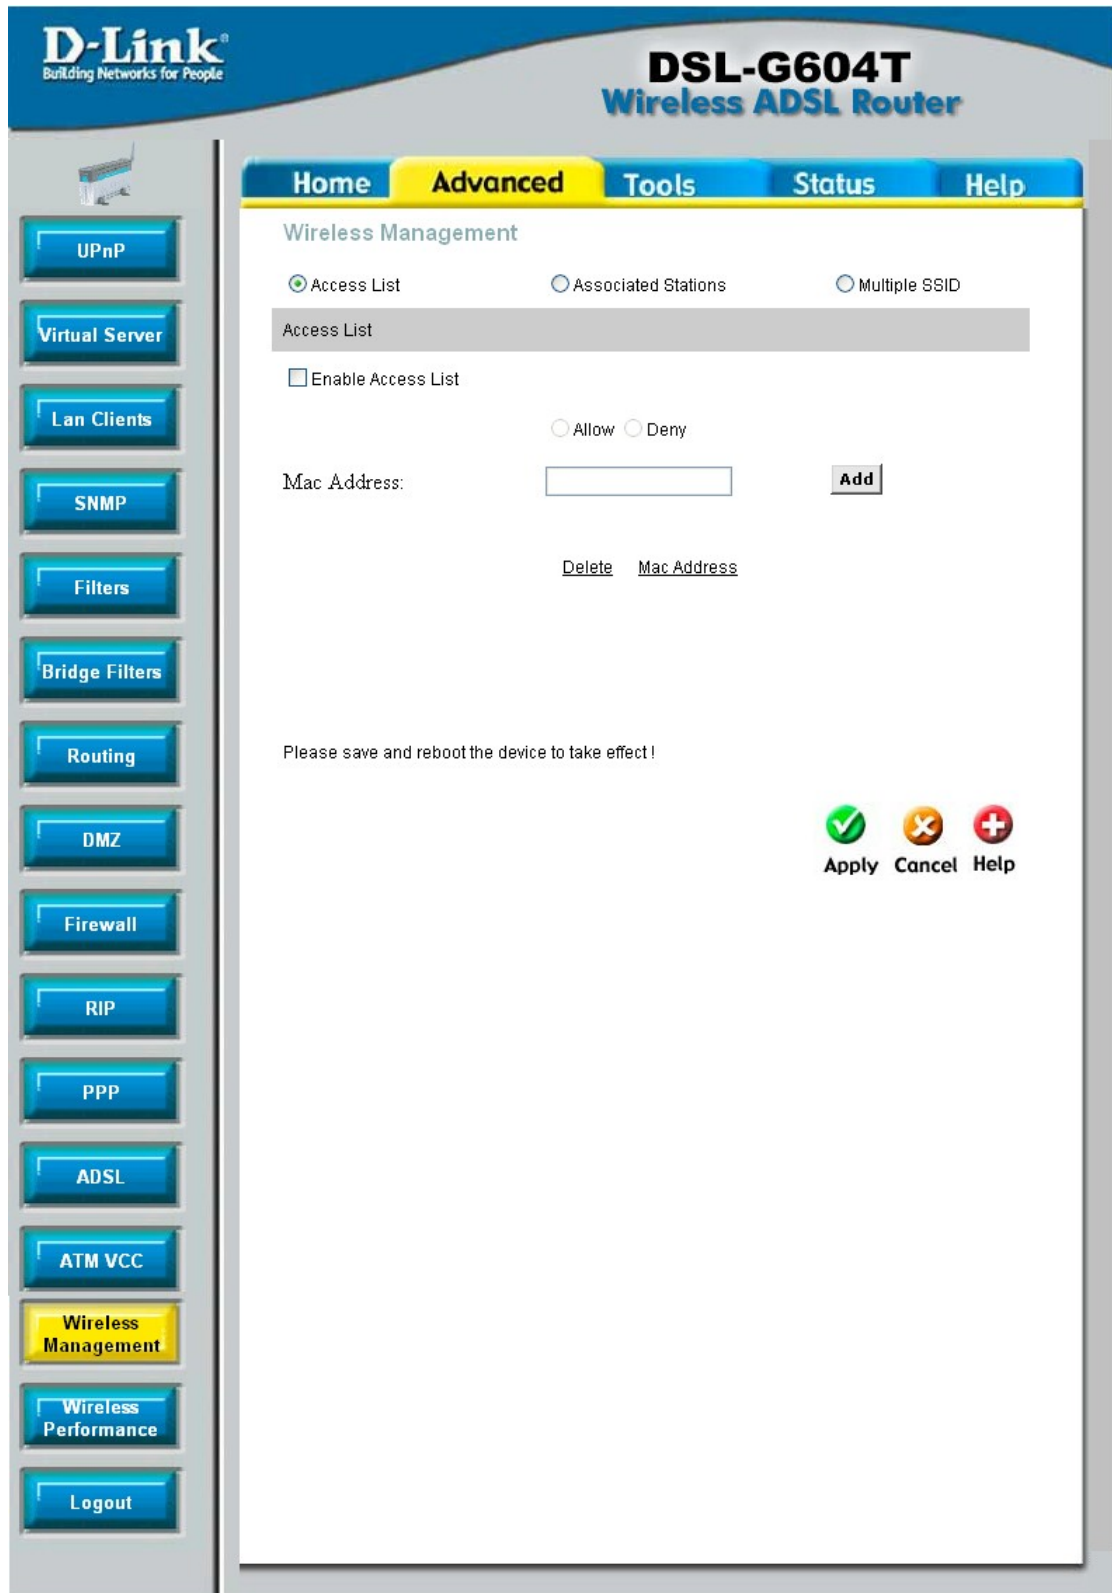 D-Link®
Building Networks for People
DSL-G604T
Wireless ADSL Router
Home Advanced Tools Status Help
UPnP
Virtual Server
Lan Clients
SNMP
Filters
Bridge Filters
Routing
DMZ
Firewall
RIP
PPP
ADSL
ATM VCC
Wireless
Management
Wireless
Performance
Logout
Wireless Management
Access List Associated Stations Multiple SSID
Access List
Enable Access List
Allow Deny
Mac Address: Add
Delete Mac Address
Please save and reboot the device to take effect !
Apply Cancel Help